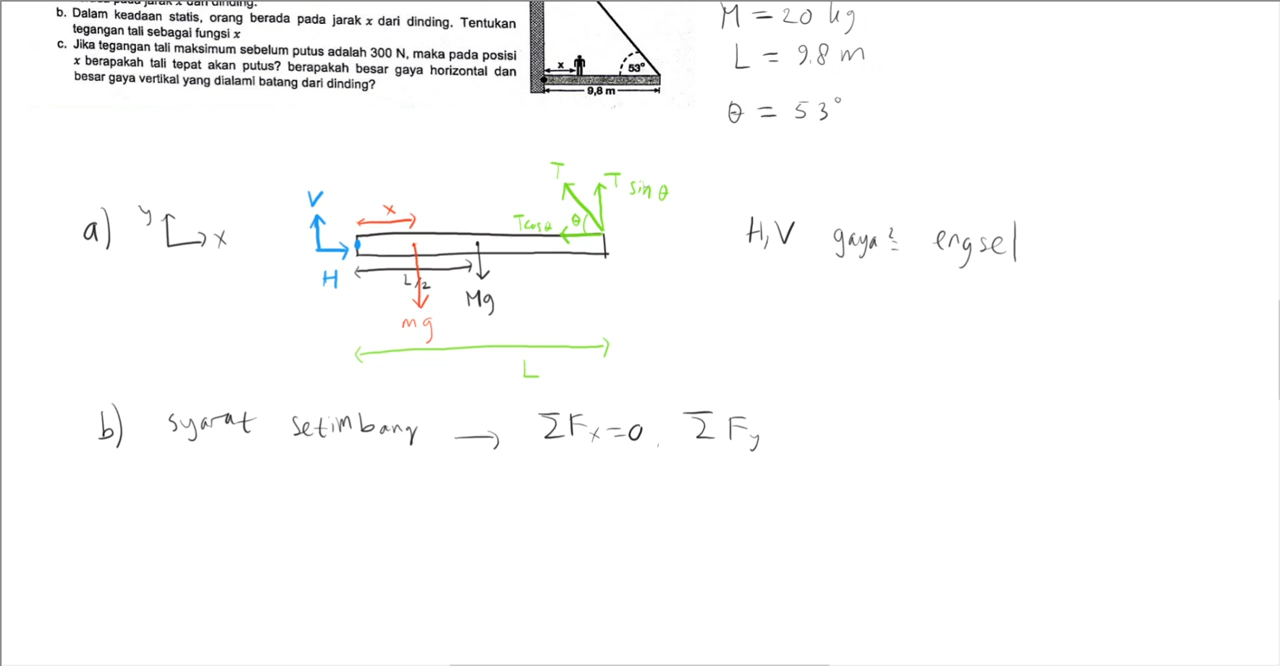 b. Dalam keadaan statis, orang berada pada jarak x dari dinding. Tentukan
tegangan tali sebagai fungsi x
c. Jika tegangan tali maksimum sebelum putus adalah 300 N, maka pada posisi
x berapakah tali tepat akan putus? berapakah besar gaya horizontal dan
besar gaya vertikal yang dialami batang dari dinding?
x
53°
9,8 m
M = 20 kg
L = 9.8 m
θ = 53°
a)
y
x
V
H
x
L/2
mg
Mg
T
T sin θ
T cos θ
θ
L
H, V gaya² engsel
b) syarat setimbang → ΣFx = 0, ΣFy